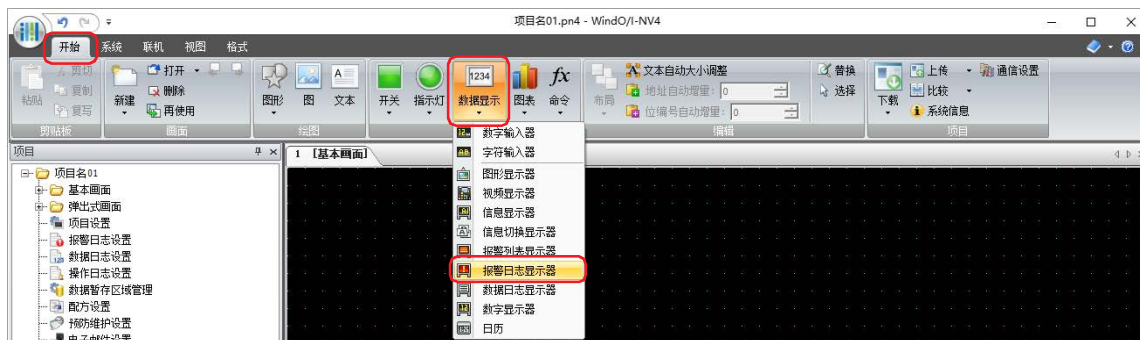 项目名01.pn4 - WindO/I-NV4
开始 系统 联机 视图 格式
剪切 打开 文本自动大小调整 替换 上传 通信设置
粘贴 复制 新建 删除 图形 图 文本 开关 指示灯 1234 数据显示 图表 fx 命令 布局 地址自动增量: 0 选择 下载 比较
复写 再使用 位编号自动增量: 0 系统信息
剪贴板 画面 绘图 编辑 项目
项目 1 [基本画面] 数字输入器
项目名01 字符输入器
基本画面 图形显示器
弹出式画面 视频显示器
项目设置 信息显示器
报警日志设置 信息切换显示器
数据日志设置 报警列表显示器
操作日志设置 报警日志显示器
数据暂存区域管理 数据日志显示器
配方设置 数字显示器
预防维护设置 日历
电子邮件设置